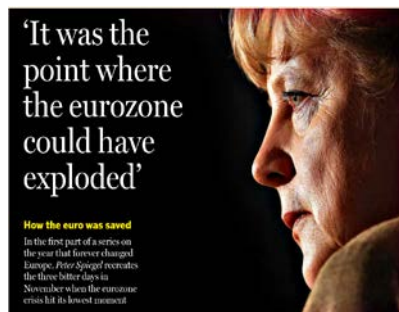 ‘It was the
point where
the eurozone
could have
exploded’
How the euro was saved
In the first part of a series on
the year that forever changed
Europe, Peter Spiegel recreates
the three bitter days in
November when the eurozone
crisis hit its lowest moment